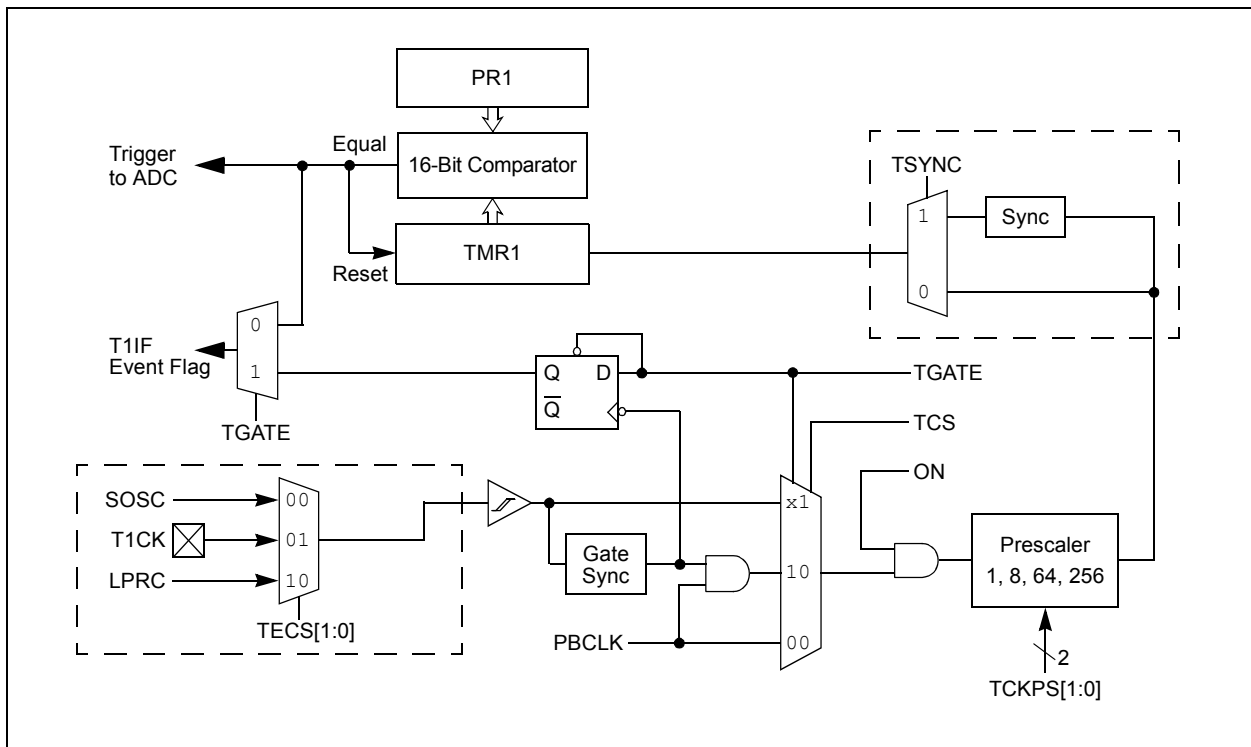 PR1
Equal
16-Bit Comparator
Trigger
to ADC
TSYNC
1
Sync
TMR1
Reset
0
0
T1IF
Event Flag
1
Q
D
TGATE
Q
TGATE
TCS
ON
SOSC
00
x1
T1CK
01
Gate
Sync
Prescaler
1, 8, 64, 256
LPRC
10
10
TECS[1:0]
PBCLK
00
2
TCKPS[1:0]